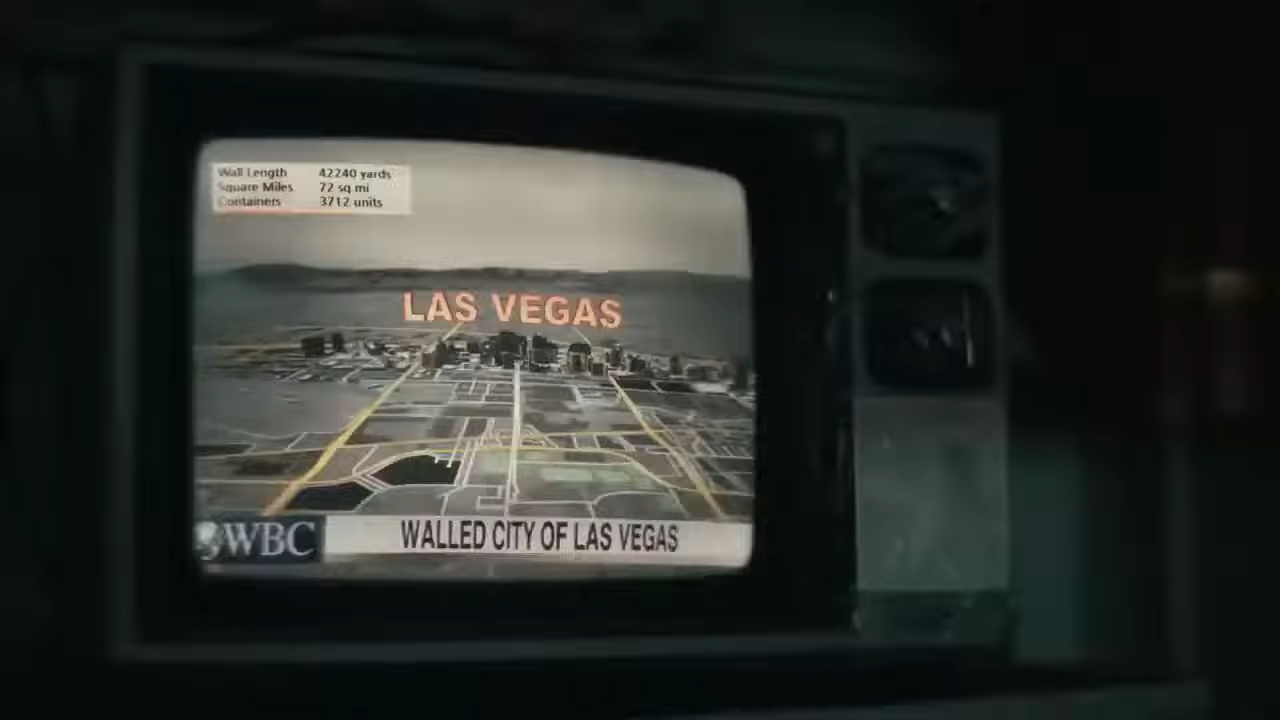 Wall Length 42240 yards
Square Miles 72 sq mi
Containers 3712 units
LAS VEGAS
WBC
WALLED CITY OF LAS VEGAS